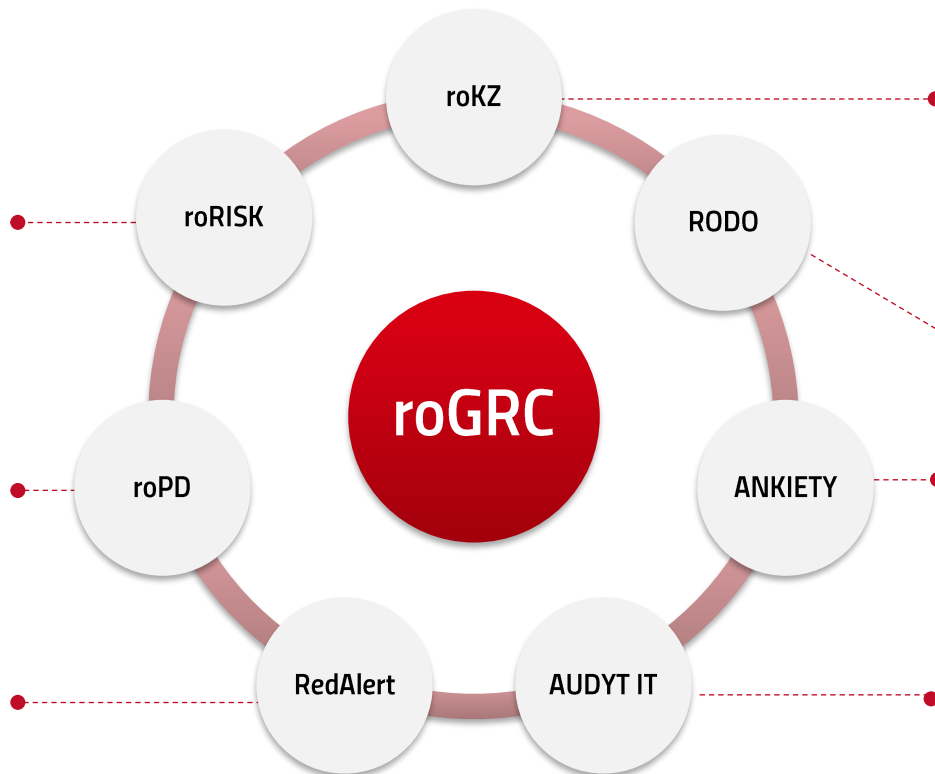 roKZ
roRISK
RODO
roGRC
roPD
ANKIETY
RedAlert
AUDYT IT